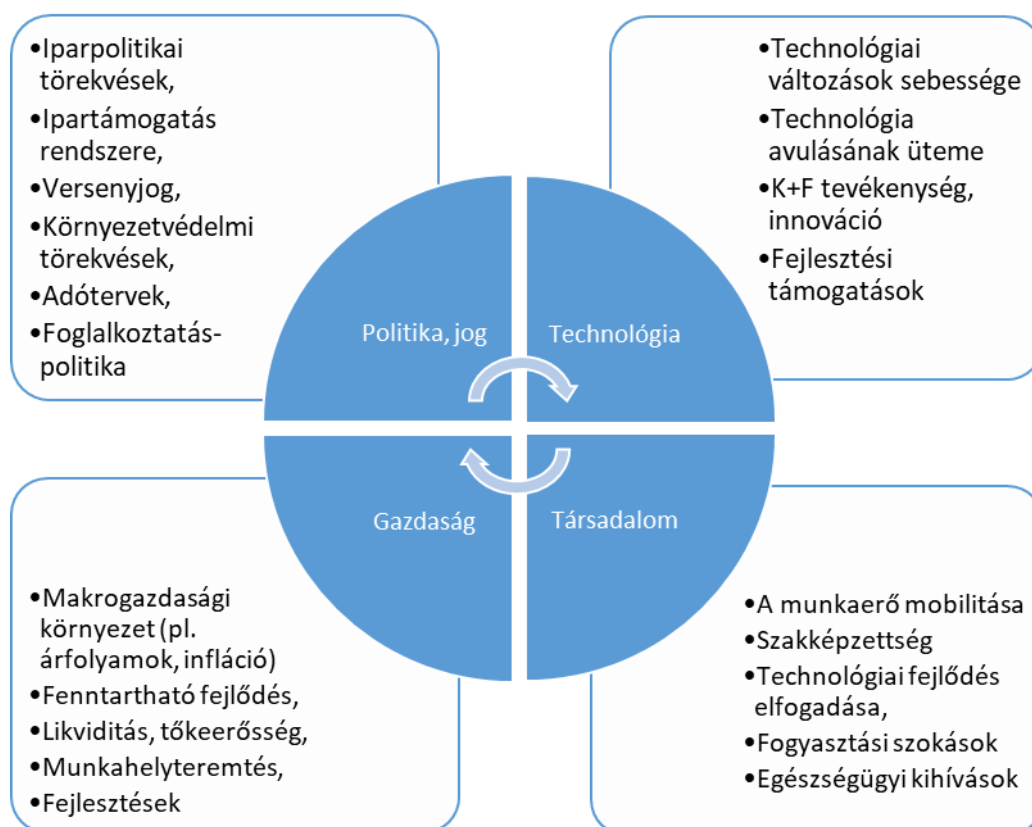 •Iparpolitikai
törekvések,
•Ipartámogatás
rendszere,
•Versenyjog,
•Környezetvédelmi
törekvések,
•Adótervek,
•Foglalkoztatás-
politika
•Technológiai
változások sebessége
•Technológia
avulásának üteme
•K+F tevékenység,
innováció
•Fejlesztési
támogatások
Politika, jog
Technológia
Gazdaság
Társadalom
•Makrogazdasági
környezet (pl.
árfolyamok, infláció)
•Fenntartható fejlődés,
•Likviditás, tőkeerősség,
•Munkahelyteremtés,
•Fejlesztések
•A munkaerő mobilitása
•Szakképzettség
•Technológiai fejlődés
elfogadása,
•Fogyasztási szokások
•Egészségügyi kihívások